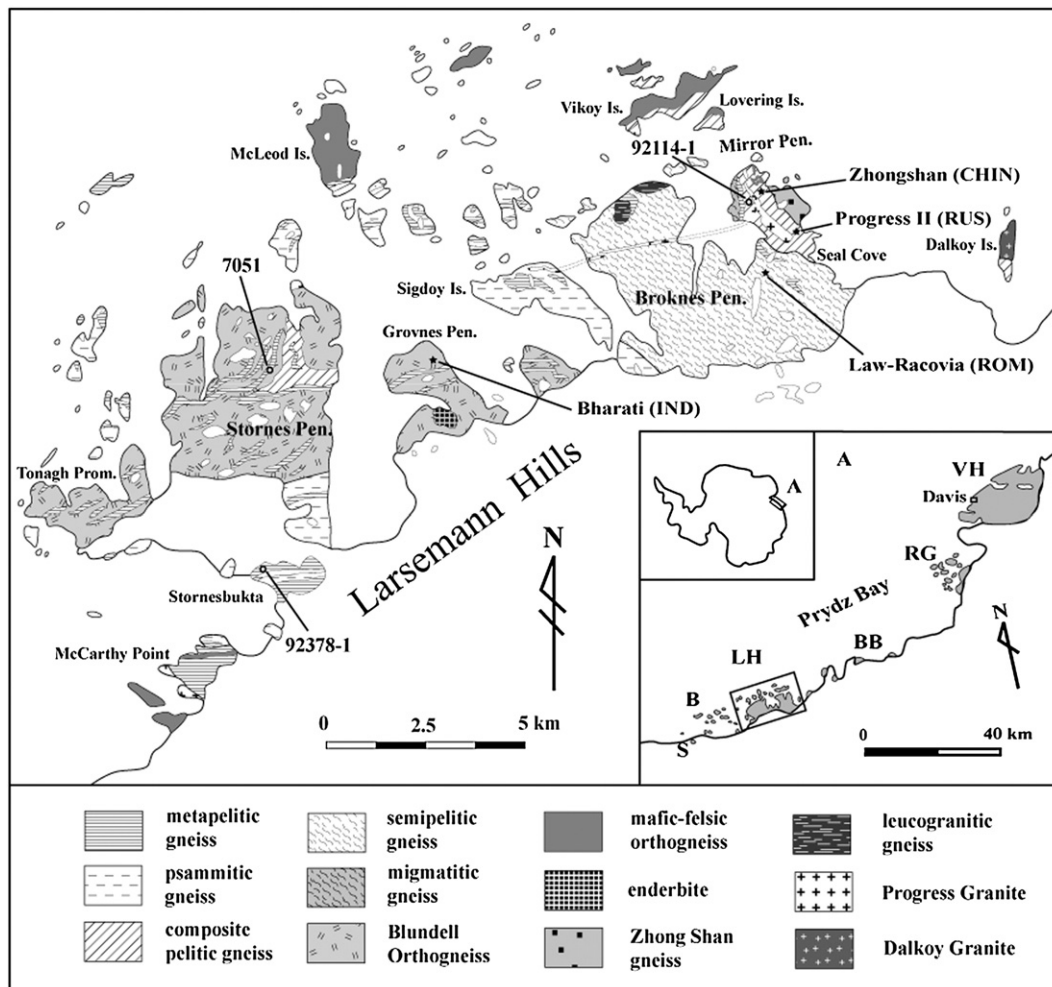 McLeod Is.
Vikoy Is.
Lovering Is.
92114-1
Mirror Pen.
Zhongshan (CHIN)
Progress II (RUS)
Seal Cove
Dalkoy Is.
7051
Sigdoy Is.
Broknes Pen.
Grovnes Pen.
Law-Racovia (ROM)
Bharati (IND)
Stornes Pen.
Tonagh Prom.
Larsemann Hills
Stornesbukta
92378-1
McCarthy Point
N
0 2.5 5 km
A
A
VH
Davis
RG
Prydz Bay
N
BB
LH
B
S
0 40 km
metapelitic
gneiss
semipelitic
gneiss
mafic-felsic
orthogneiss
leucogranitic
gneiss
psammitic
gneiss
migmatitic
gneiss
enderbite
Progress Granite
composite
pelitic gneiss
Blundell
Orthogneiss
Zhong Shan
gneiss
Dalkoy Granite